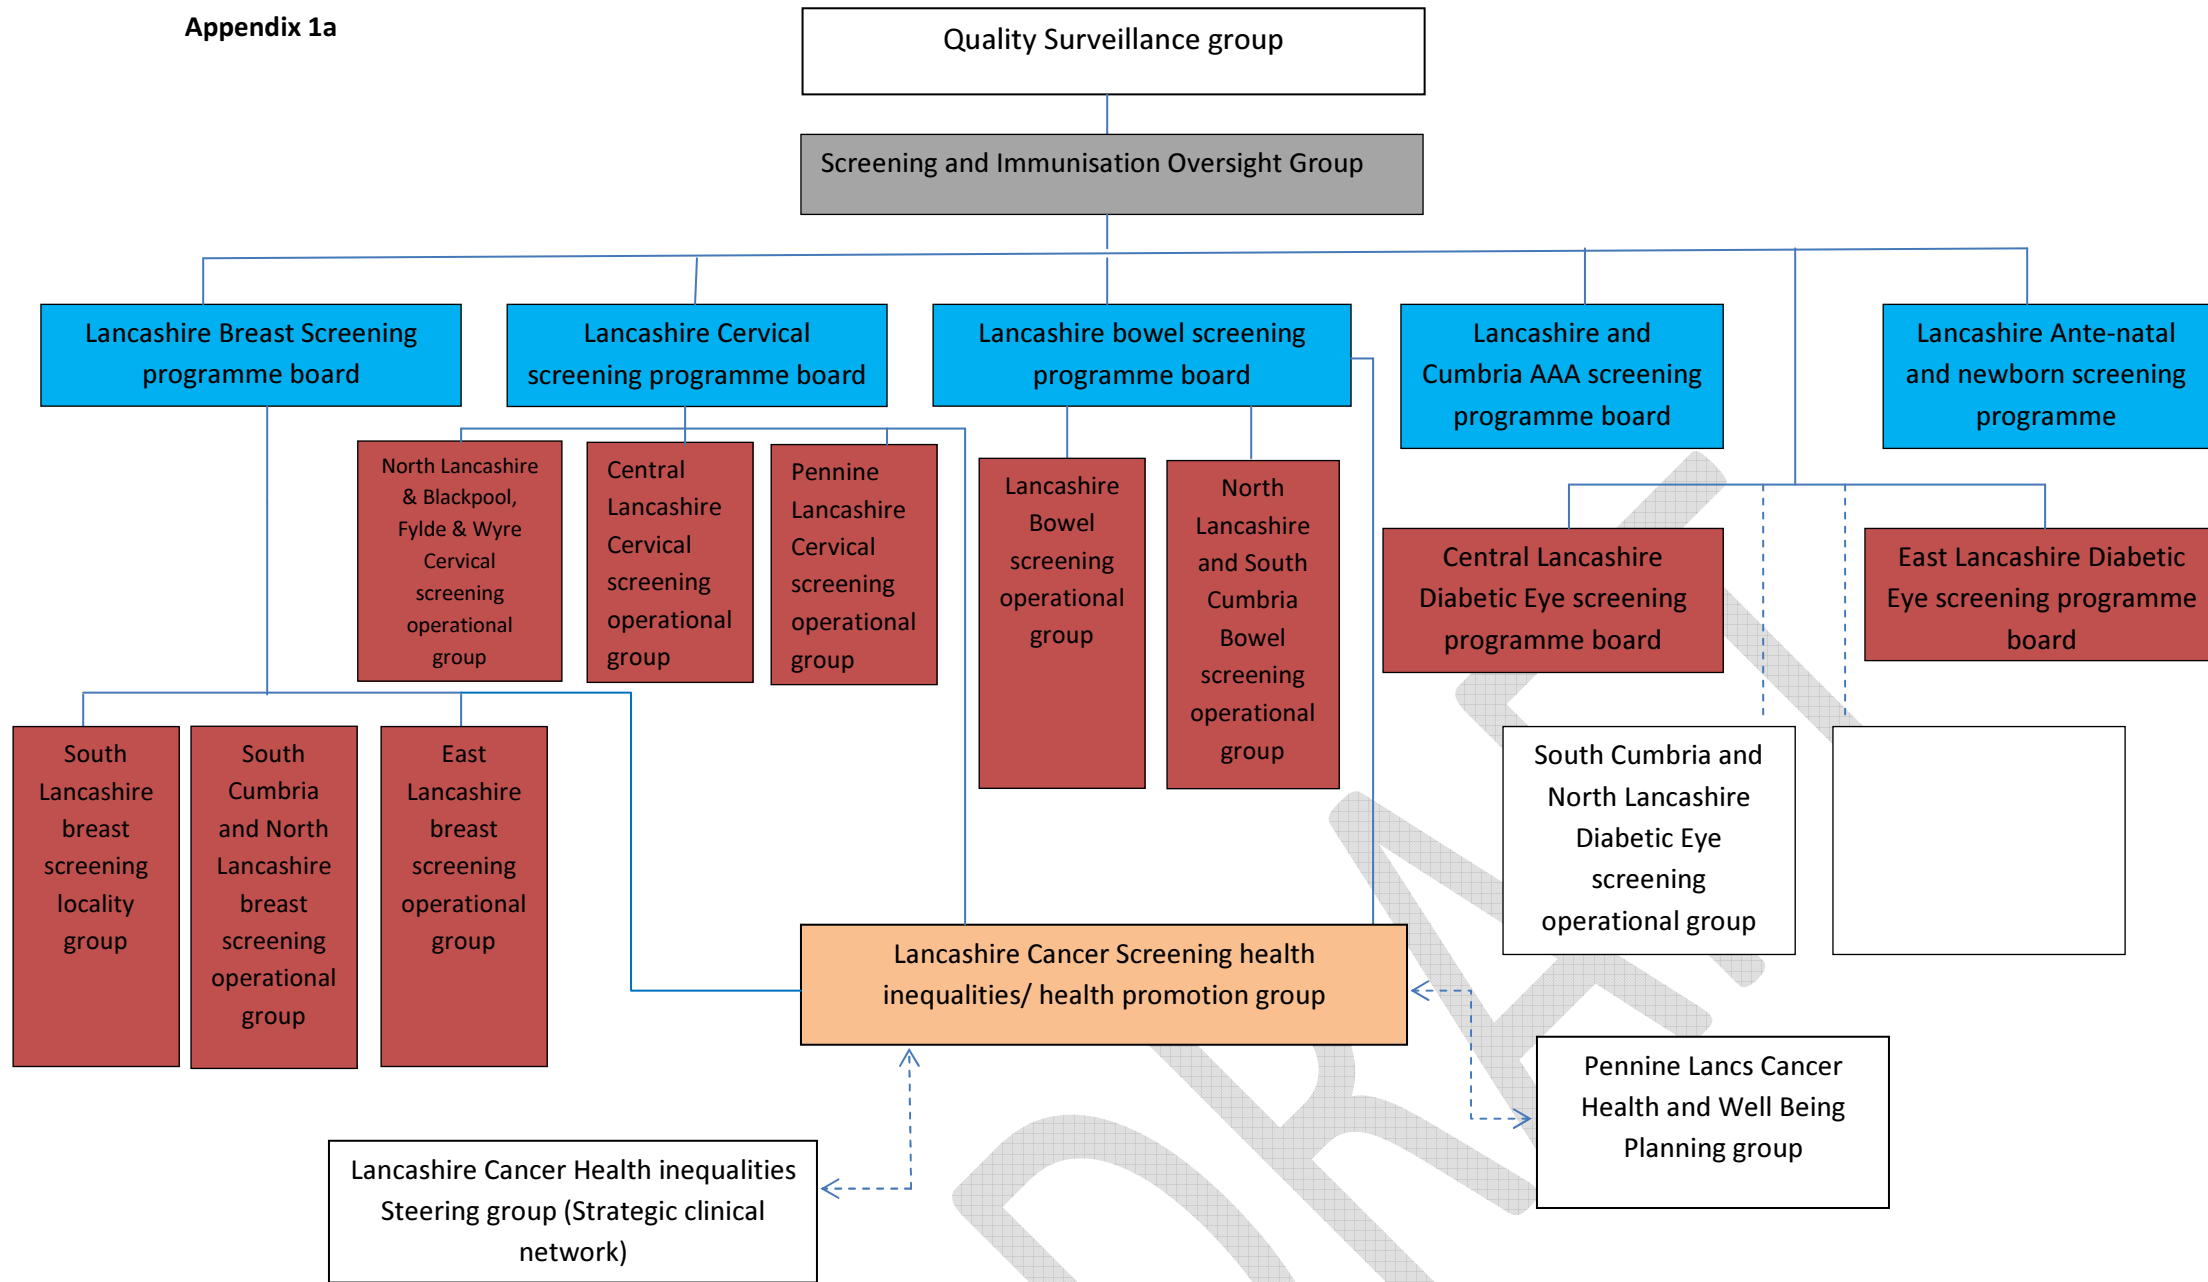 Appendix 1a
Quality Surveillance group
Screening and Immunisation Oversight Group
Lancashire Breast Screening
programme board
Lancashire Cervical
screening programme board
Lancashire bowel screening
programme board
Lancashire and
Cumbria AAA screening
programme board
Lancashire Ante-natal
and newborn screening
programme
North Lancashire
& Blackpool,
Fylde & Wyre
Cervical
screening
operational
group
Central
Lancashire
Cervical
screening
operational
group
Pennine
Lancashire
Cervical
screening
operational
group
Lancashire
Bowel
screening
operational
group
North
Lancashire
and South
Cumbria
Bowel
screening
operational
group
Central Lancashire
Diabetic Eye screening
programme board
East Lancashire Diabetic
Eye screening programme
board
South
Lancashire
breast
screening
locality
group
South
Cumbria
and North
Lancashire
breast
screening
operational
group
East
Lancashire
breast
screening
operational
group
South Cumbria and
North Lancashire
Diabetic Eye
screening
operational group
Lancashire Cancer Screening health
inequalities/ health promotion group
Pennine Lancs Cancer
Health and Well Being
Planning group
Lancashire Cancer Health inequalities
Steering group (Strategic clinical
network)
DRAFT